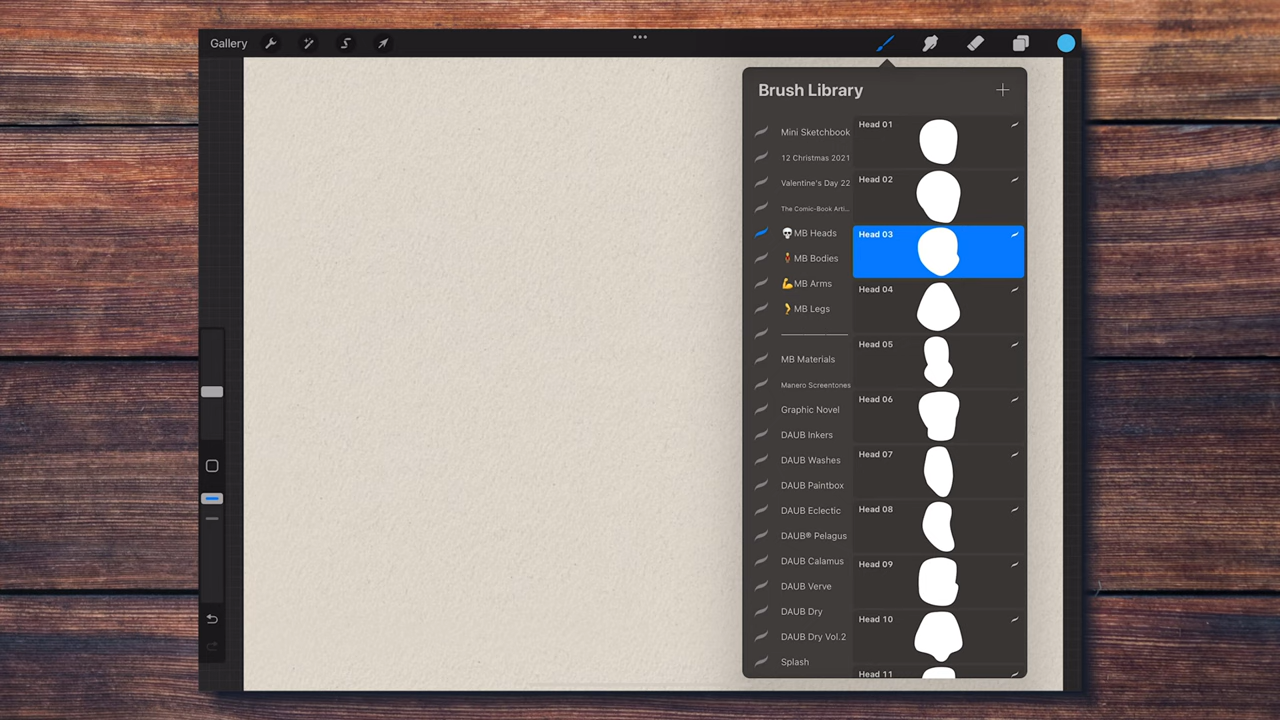 Gallery
Brush Library
Mini Sketchbook
12 Christmas 2021
Valentine's Day 22
The Comic-Book Arti...
MB Heads
MB Bodies
MB Arms
MB Legs
MB Materials
Manero Screentones
Graphic Novel
DAUB Inkers
DAUB Washes
DAUB Paintbox
DAUB Eclectic
DAUB® Pelagus
DAUB Calamus
DAUB Verve
DAUB Dry
DAUB Dry Vol.2
Splash
Head 01
Head 02
Head 03
Head 04
Head 05
Head 06
Head 07
Head 08
Head 09
Head 10
Head 11